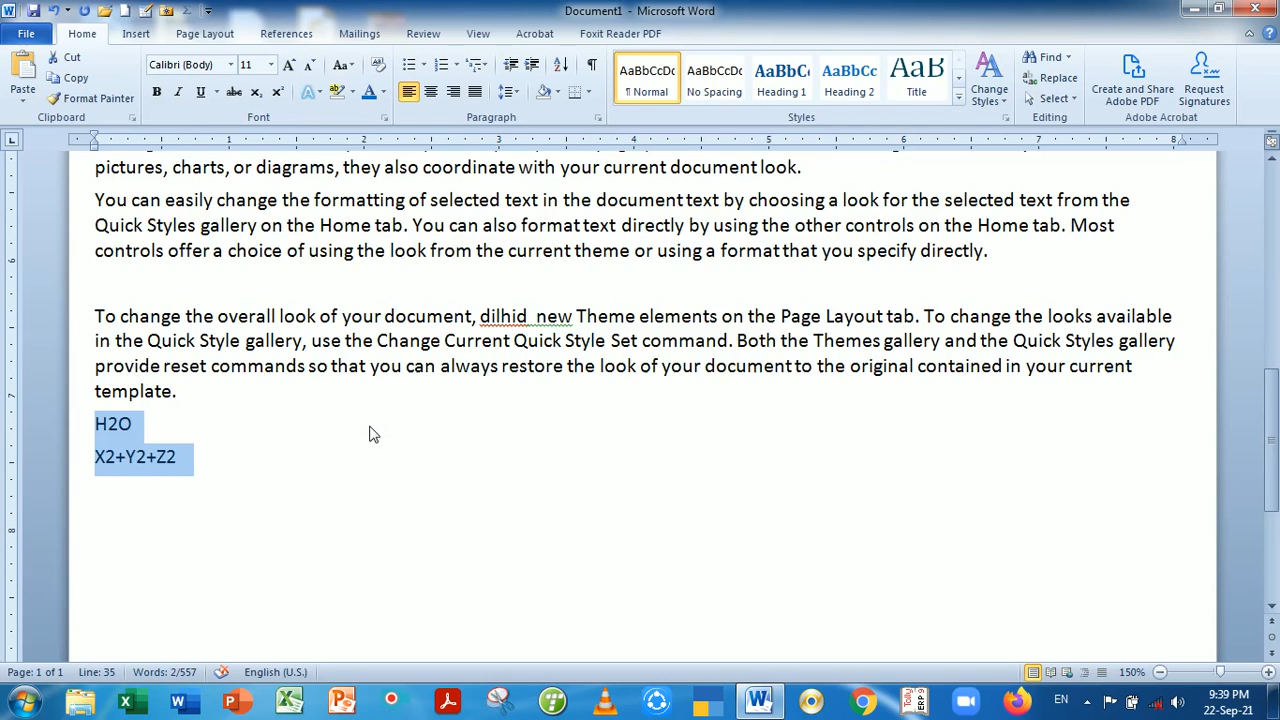 Document1 - Microsoft Word
File Home Insert Page Layout References Mailings Review View Acrobat Foxit Reader PDF
Cut
Copy
Format Painter
Paste
Clipboard
Calibri (Body) 11
Font
Paragraph
AaBbCcDc AaBbCcDc AaBbC AaBbCc AaB
¶ Normal No Spacing Heading 1 Heading 2 Title
Change Styles
Styles
Find
Replace
Select
Editing
Create and Share Adobe PDF
Request Signatures
Adobe Acrobat
1 2 3 4 5 6 7 8
pictures, charts, or diagrams, they also coordinate with your current document look.
You can easily change the formatting of selected text in the document text by choosing a look for the selected text from the
Quick Styles gallery on the Home tab. You can also format text directly by using the other controls on the Home tab. Most
controls offer a choice of using the look from the current theme or using a format that you specify directly.
To change the overall look of your document, dilhid new Theme elements on the Page Layout tab. To change the looks available
in the Quick Style gallery, use the Change Current Quick Style Set command. Both the Themes gallery and the Quick Styles gallery
provide reset commands so that you can always restore the look of your document to the original contained in your current
template.
H2O
X2+Y2+Z2
Page: 1 of 1 Line: 35 Words: 2/557 English (U.S.) 150%
EN 9:39 PM
22-Sep-21